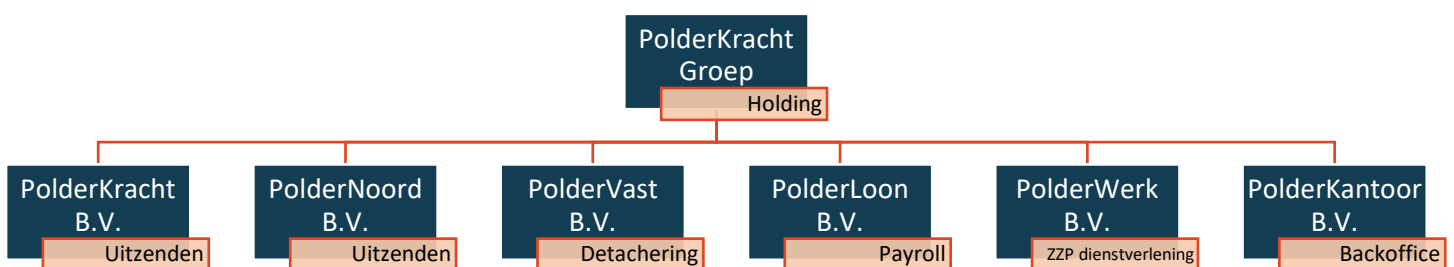 PolderKracht
Groep
Holding
PolderKracht
B.V.
Uitzenden
PolderNoord
B.V.
Uitzenden
PolderVast
B.V.
Detachering
PolderLoon
B.V.
Payroll
PolderWerk
B.V.
ZZP dienstverlening
PolderKantoor
B.V.
Backoffice